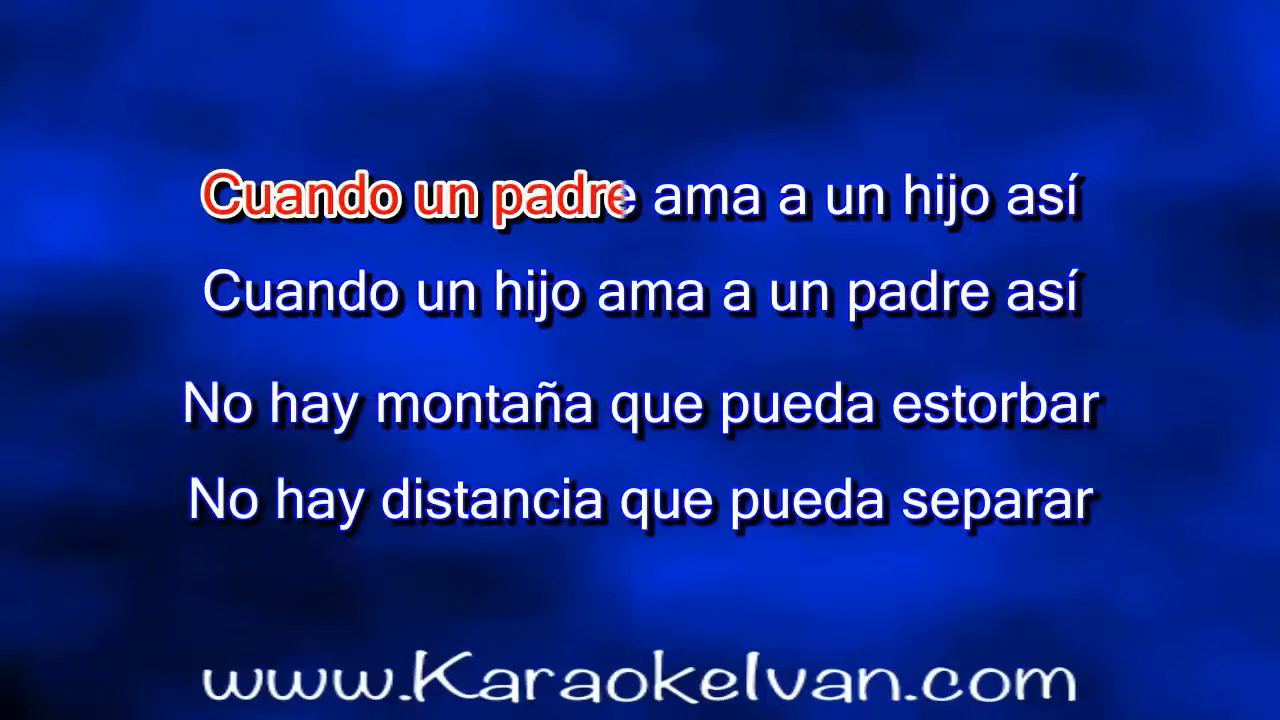 Cuando un padre ama a un hijo así
Cuando un hijo ama a un padre así
No hay montaña que pueda estorbar
No hay distancia que pueda separar
www.KaraokeIvan.com